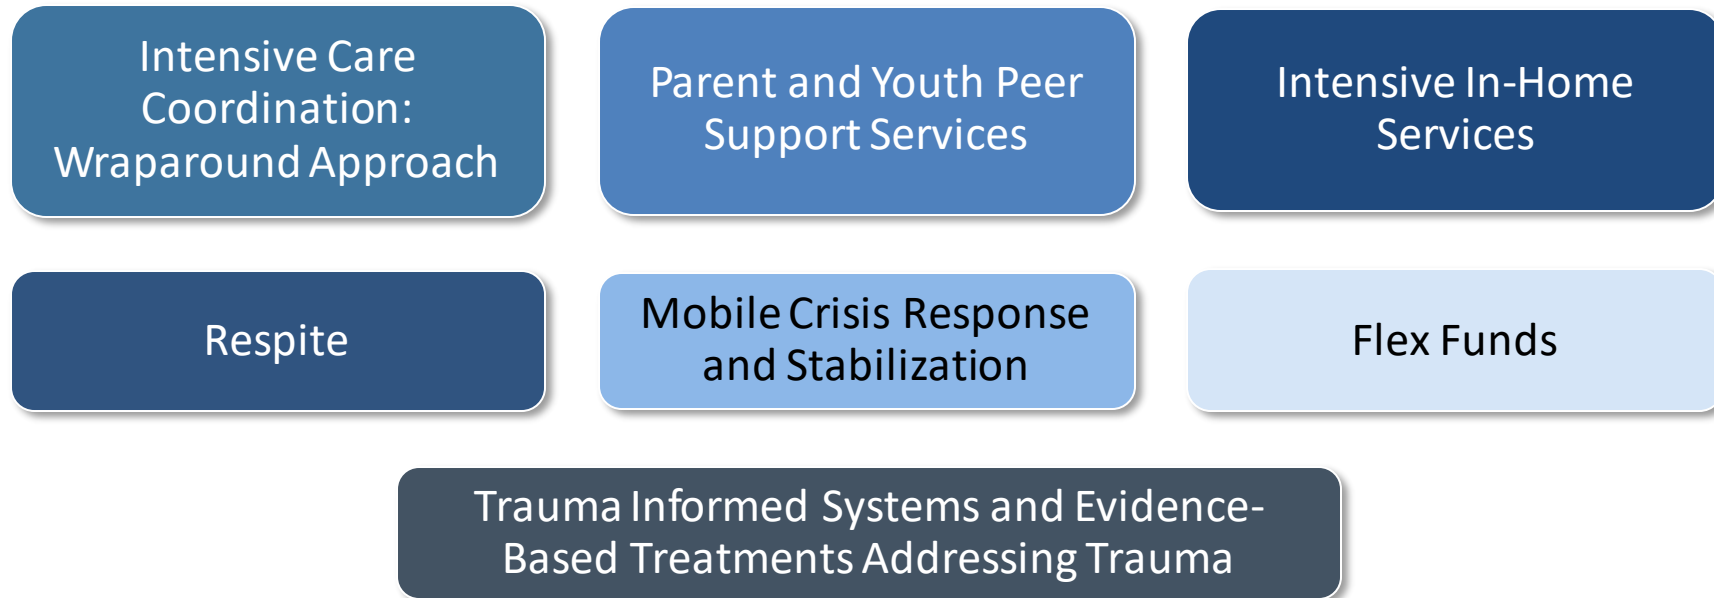 Intensive Care
Coordination:
Wraparound Approach
Parent and Youth Peer
Support Services
Intensive In-Home
Services
Respite
Mobile Crisis Response
and Stabilization
Flex Funds
Trauma Informed Systems and Evidence-
Based Treatments Addressing Trauma